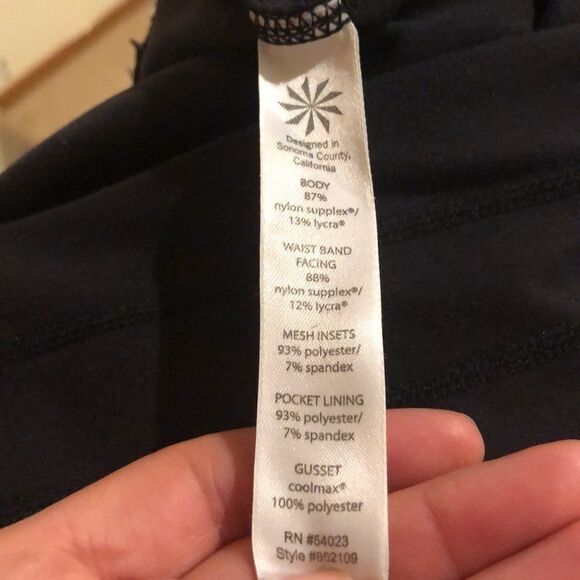 Designed in
Sonoma County,
California
BODY
87%
nylon supplex®/
13% lycra®
WAIST BAND
FACING
88%
nylon supplex®/
12% lycra®
MESH INSETS
93% polyester/
7% spandex
POCKET LINING
93% polyester/
7% spandex
GUSSET
coolmax®
100% polyester
RN #54023
Style #862109